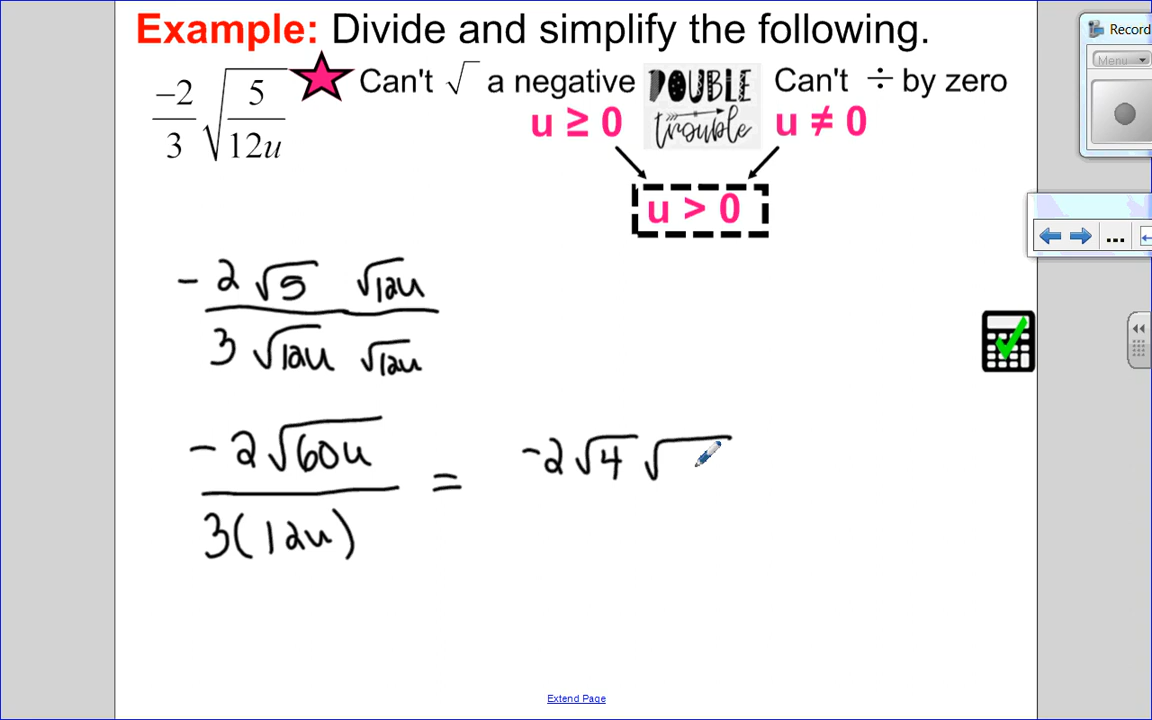 Example: Divide and simplify the following.
-2/3 √(5/12u) Can't √ a negative DOUBLE trouble Can't ÷ by zero
u ≥ 0 u ≠ 0
u > 0
-2√5 √12u
3√12u √12u
-2√60u = -2√4 √
3(12u)
Extend Page
Record
Menu
...